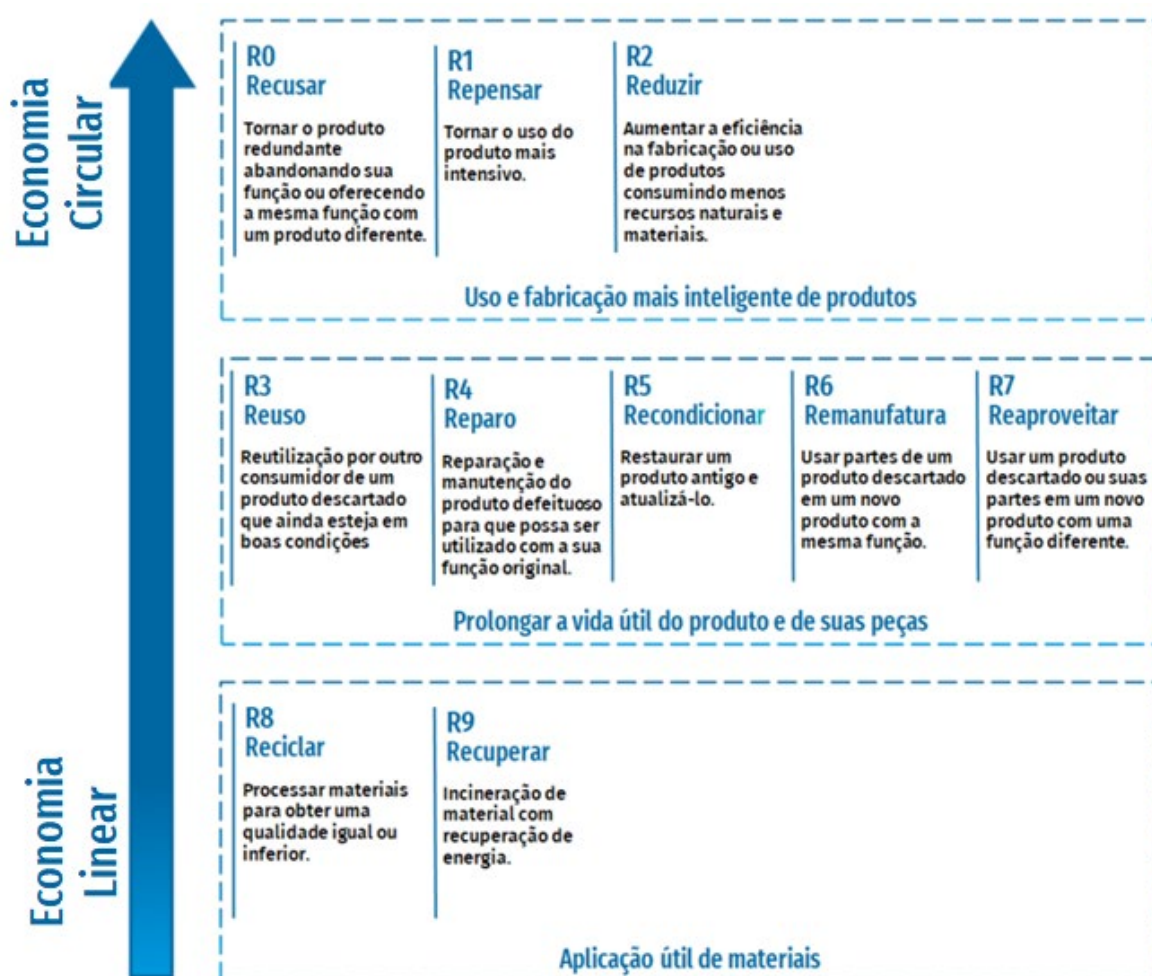 Economia
Circular
R0
Recusar
Tornar o produto
redundante
abandonando sua
função ou oferecendo
a mesma função com
um produto diferente.
R1
Repensar
Tornar o uso do
produto mais
intensivo.
R2
Reduzir
Aumentar a eficiência
na fabricação ou uso
de produtos
consumindo menos
recursos naturais e
materiais.
Uso e fabricação mais inteligente de produtos
R3
Reuso
Reutilização por outro
consumidor de um
produto descartado
que ainda esteja em
boas condições
R4
Reparo
Reparação e
manutenção do
produto defeituoso
para que possa ser
utilizado com a sua
função original.
R5
Recondicionar
Restaurar um
produto antigo e
atualizá-lo.
R6
Remanufatura
Usar partes de um
produto descartado
em um novo
produto com a
mesma função.
R7
Reaproveitar
Usar um produto
descartado ou suas
partes em um novo
produto com uma
função diferente.
Prolongar a vida útil do produto e de suas peças
Economia
Linear
R8
Reciclar
Processar materiais
para obter uma
qualidade igual ou
inferior.
R9
Recuperar
Incineração de
material com
recuperação de
energia.
Aplicação útil de materiais